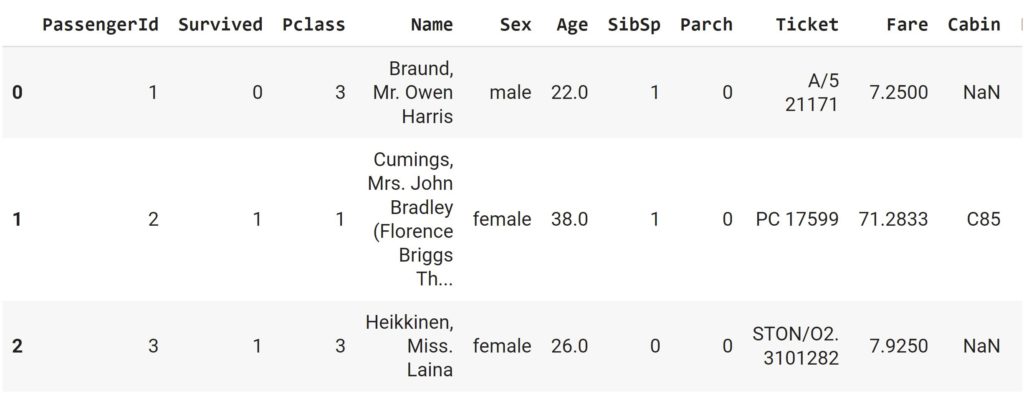 PassengerId Survived Pclass Name Sex Age SibSp Parch Ticket Fare Cabin
0 1 0 3 Braund, Mr. Owen Harris male 22.0 1 0 A/5 21171 7.2500 NaN
1 2 1 1 Cumings, Mrs. John Bradley (Florence Briggs Th... female 38.0 1 0 PC 17599 71.2833 C85
2 3 1 3 Heikkinen, Miss. Laina female 26.0 0 0 STON/O2. 3101282 7.9250 NaN